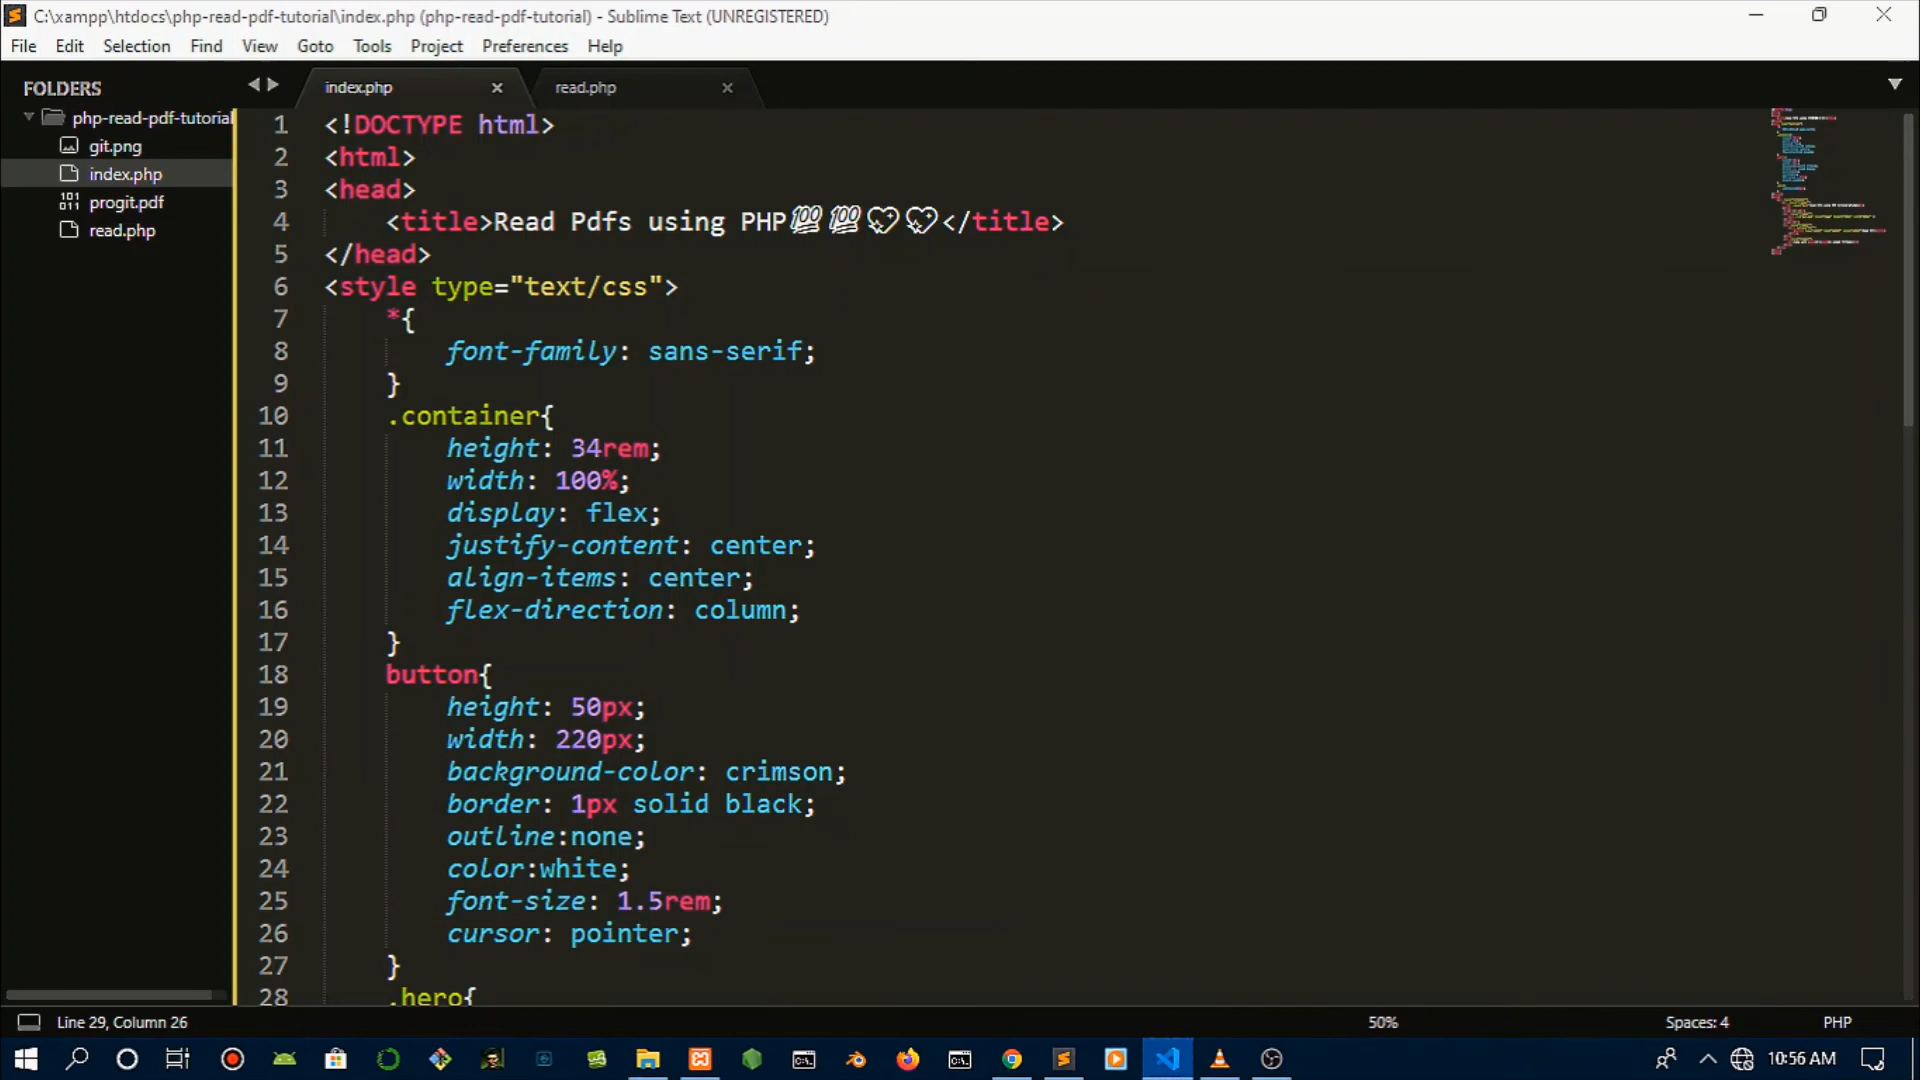 C:\xampp\htdocs\php-read-pdf-tutorial\index.php (php-read-pdf-tutorial) - Sublime Text (UNREGISTERED)
File Edit Selection Find View Goto Tools Project Preferences Help
FOLDERS
php-read-pdf-tutorial
git.png
index.php
progit.pdf
read.php
index.php read.php
1 <!DOCTYPE html>
2 <html>
3 <head>
4 <title>Read Pdfs using PHP💯💯💖💖</title>
5 </head>
6 <style type="text/css">
7 *{
8 font-family: sans-serif;
9 }
10 .container{
11 height: 34rem;
12 width: 100%;
13 display: flex;
14 justify-content: center;
15 align-items: center;
16 flex-direction: column;
17 }
18 button{
19 height: 50px;
20 width: 220px;
21 background-color: crimson;
22 border: 1px solid black;
23 outline:none;
24 color:white;
25 font-size: 1.5rem;
26 cursor: pointer;
27 }
28 .hero{
Line 29, Column 26 50% Spaces: 4 PHP
10:56 AM